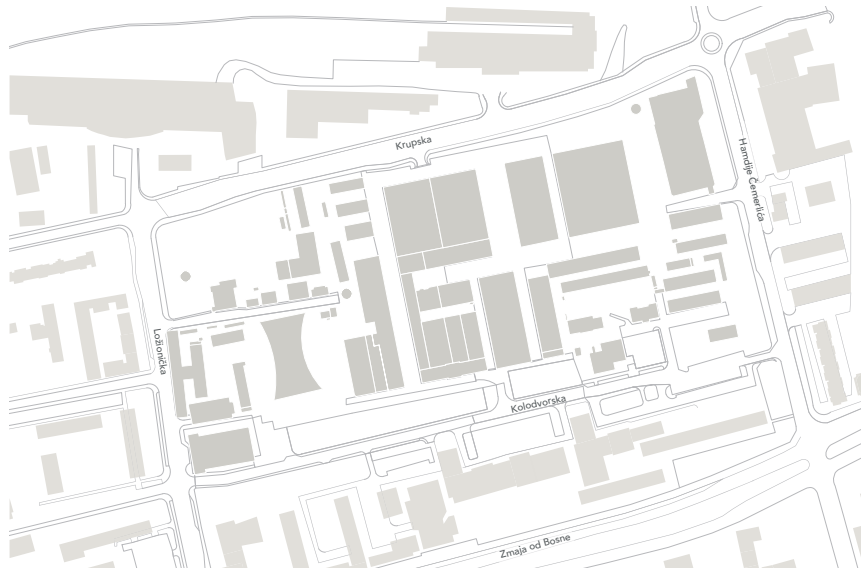 Krupska
Hamdije Čemerlića
Ložionička
Kolodvorska
Zmaja od Bosne